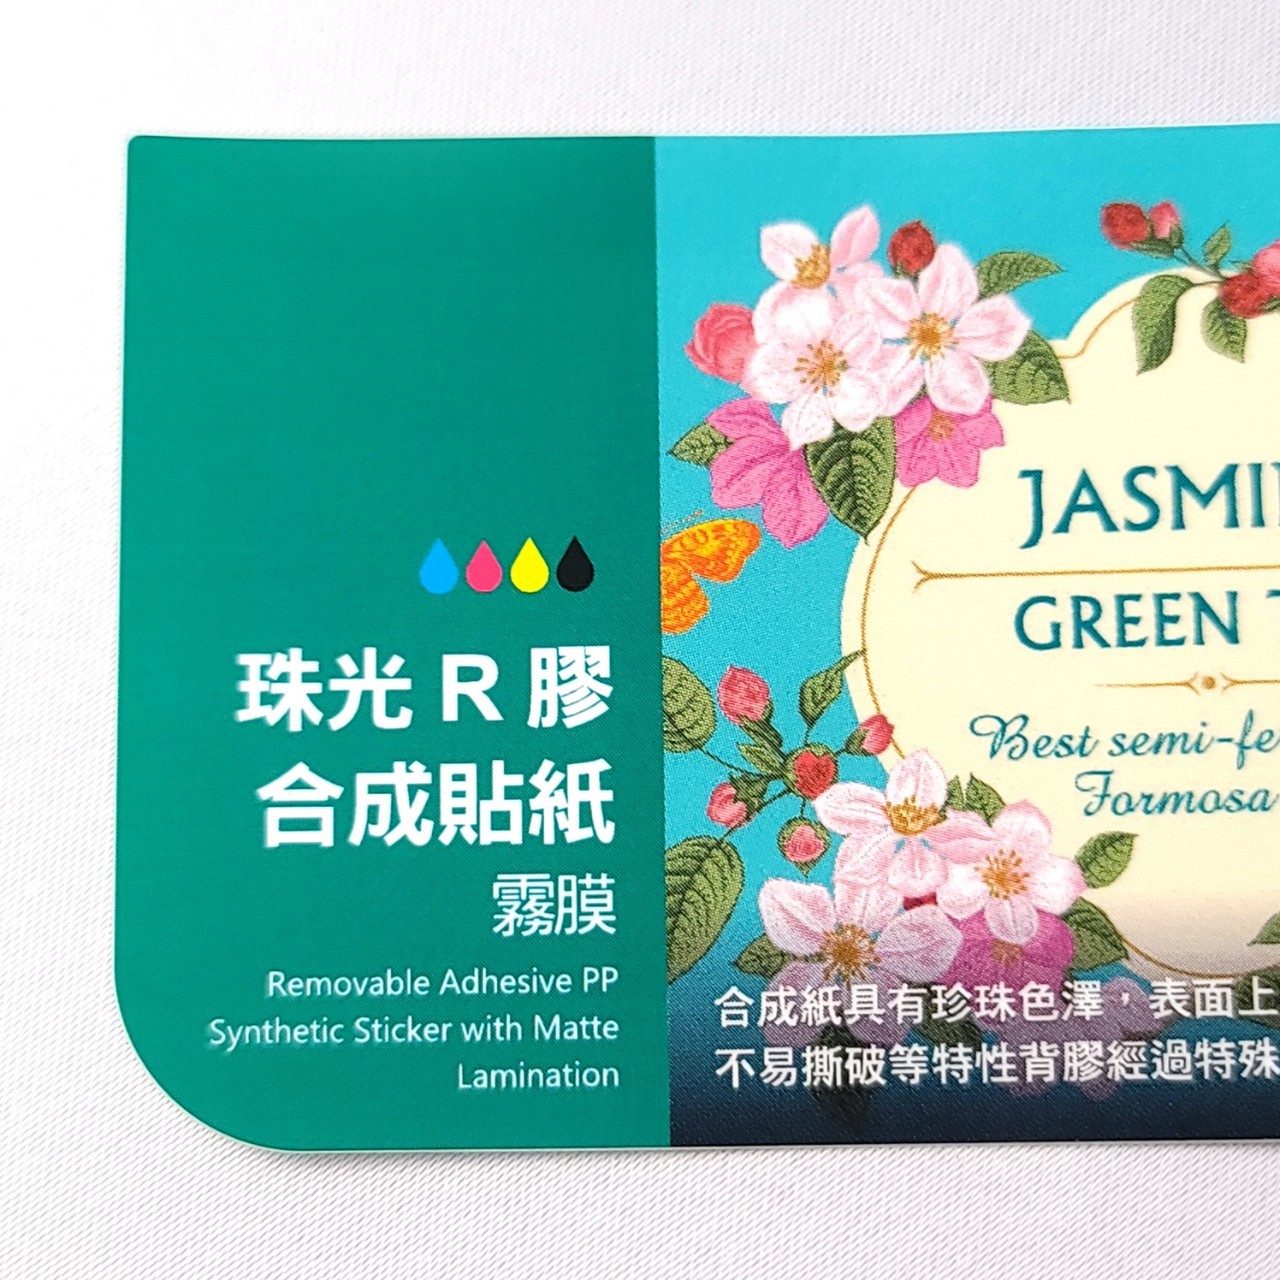 珠光 R 膠
合成貼紙
霧膜
Removable Adhesive PP
Synthetic Sticker with Matte
Lamination
JASMI
GREEN
Best semi-fe
Formosa
合成紙具有珍珠色澤，表面上
不易撕破等特性背膠經過特殊